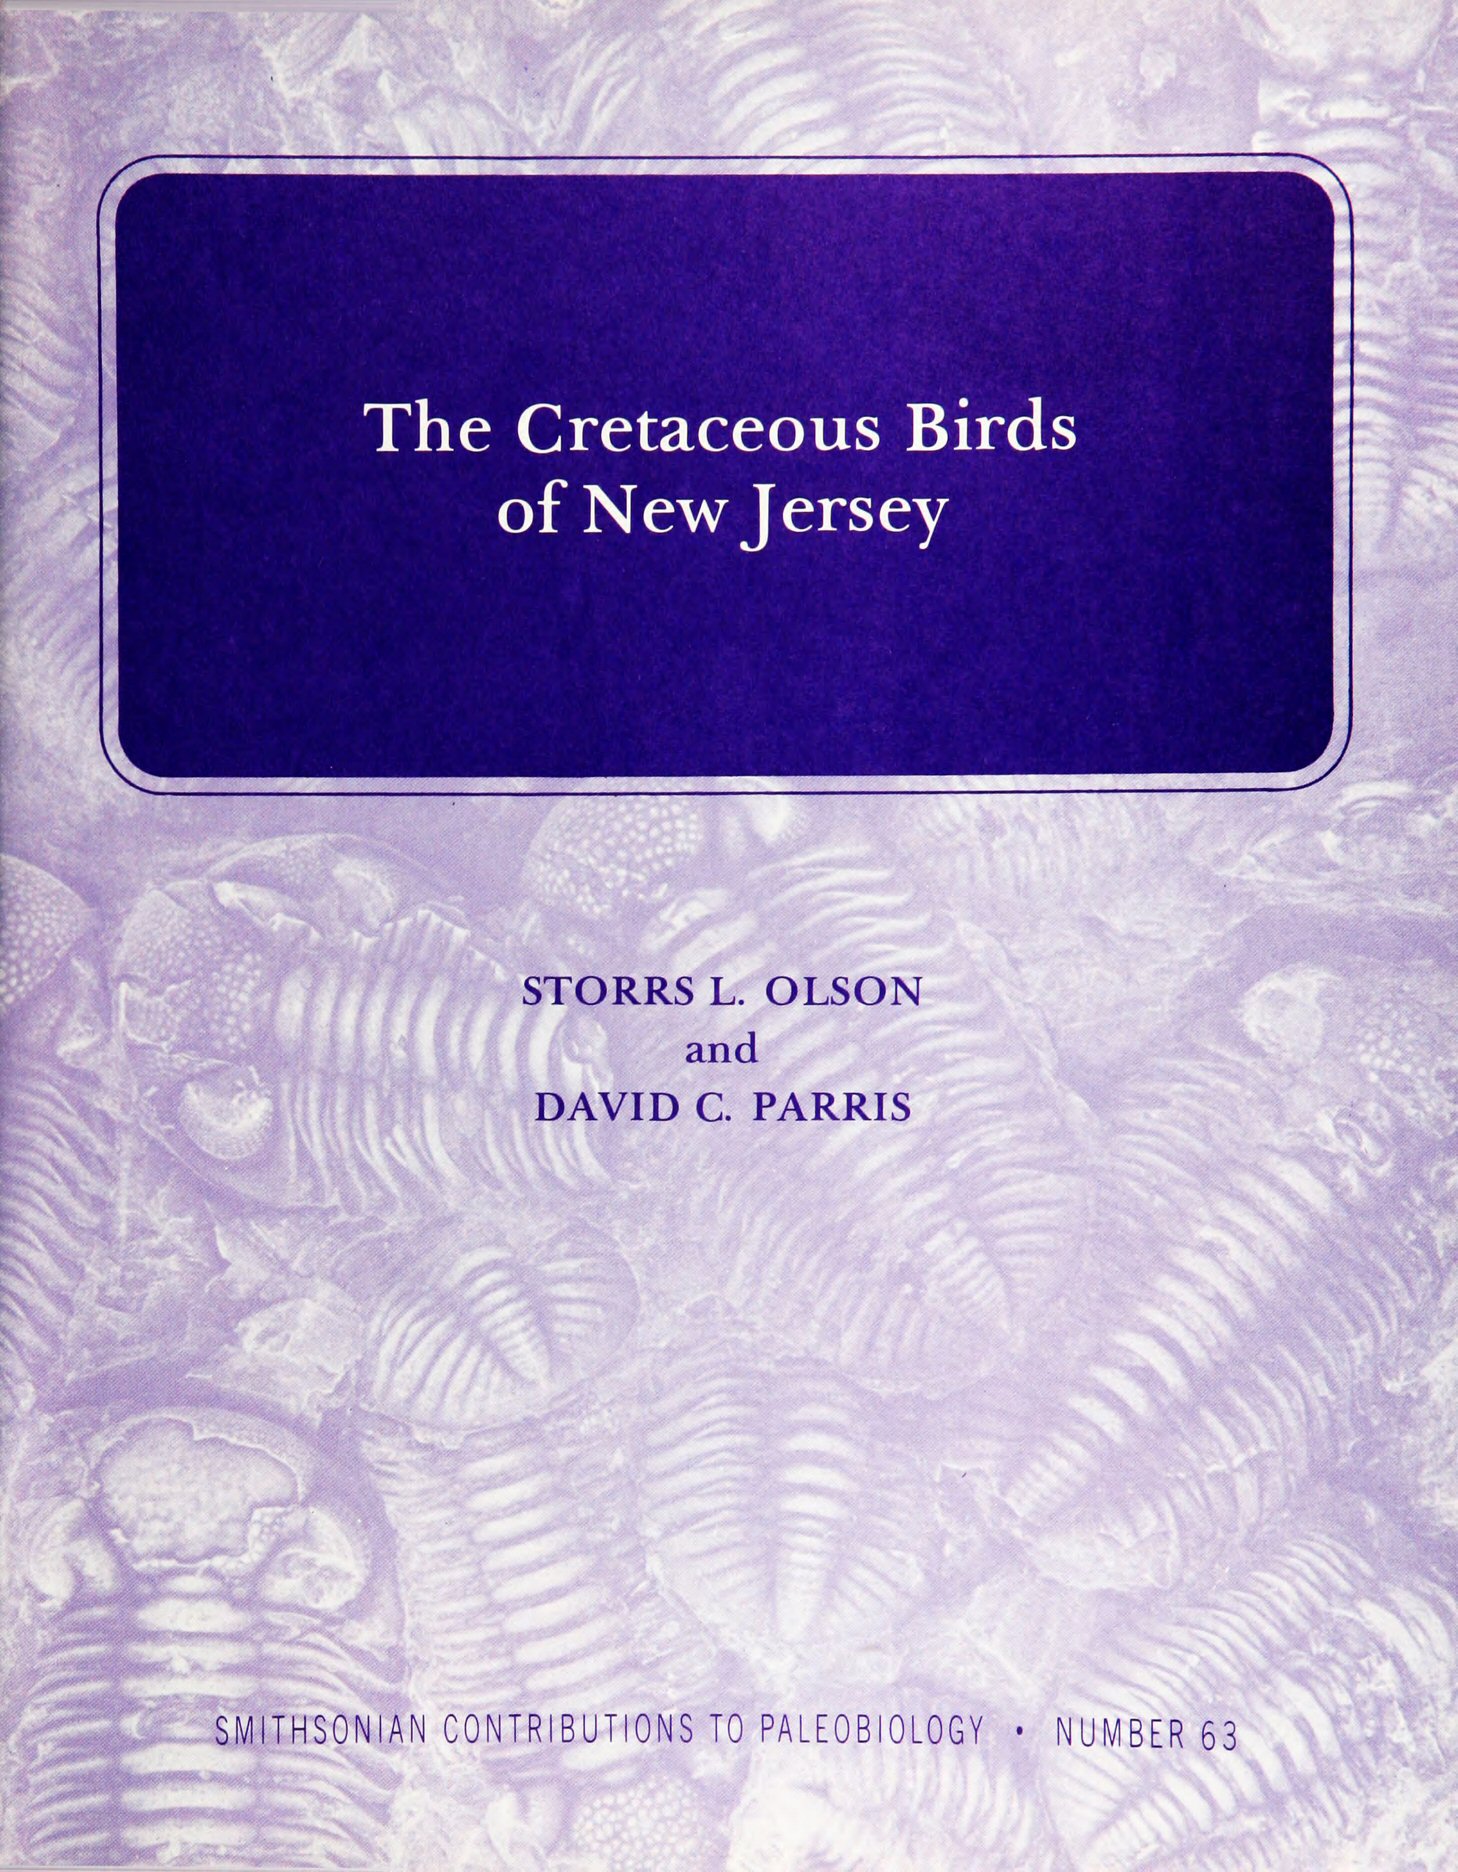 The Cretaceous Birds
of New Jersey
STORRS L. OLSON
and
DAVID C. PARRIS
SMITHSONIAN CONTRIBUTIONS TO PALEOBIOLOGY • NUMBER 63